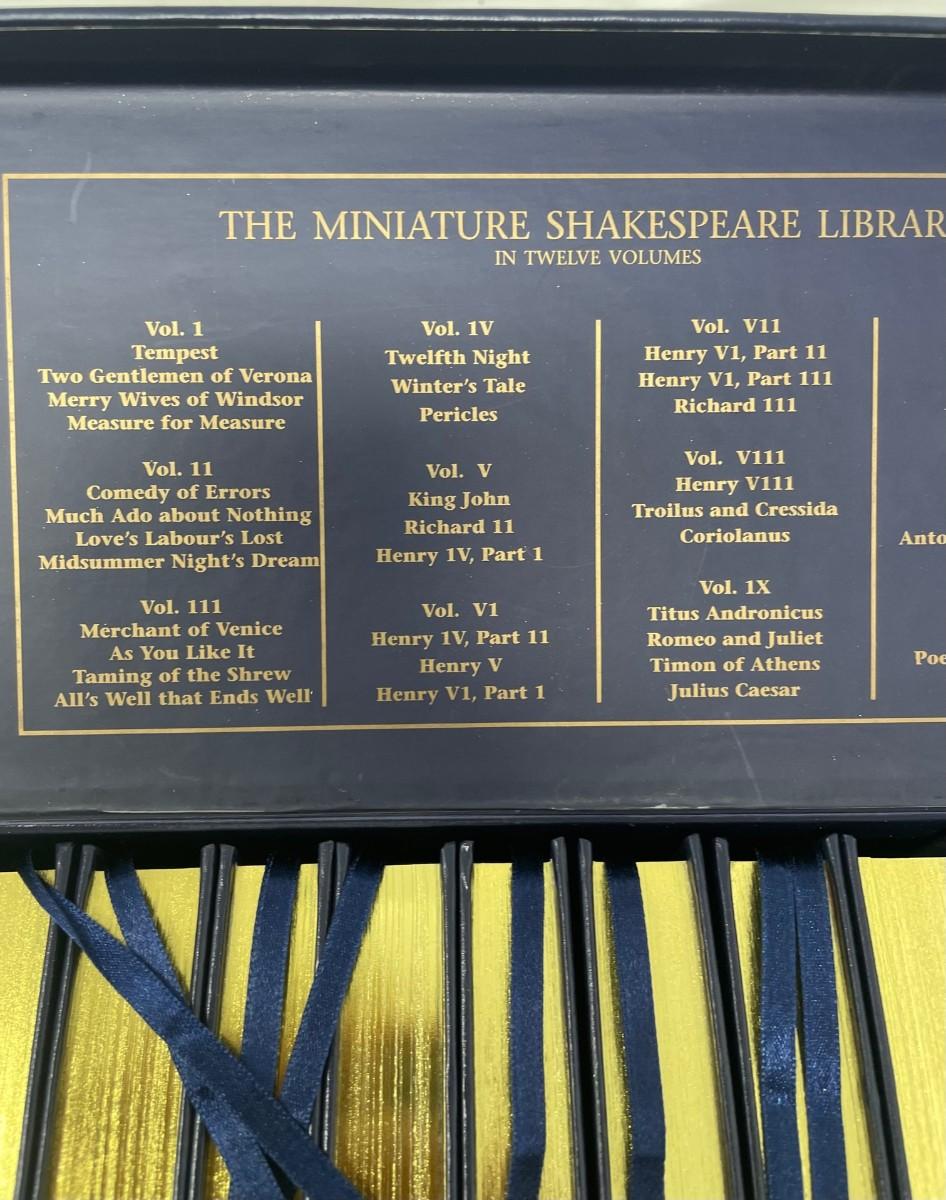 THE MINIATURE SHAKESPEARE LIBRAR
IN TWELVE VOLUMES
Vol. 1
Tempest
Two Gentlemen of Verona
Merry Wives of Windsor
Measure for Measure
Vol. 11
Comedy of Errors
Much Ado about Nothing
Love's Labour's Lost
Midsummer Night's Dream
Vol. 111
Merchant of Venice
As You Like It
Taming of the Shrew
All's Well that Ends Well
Vol. 1V
Twelfth Night
Winter's Tale
Pericles
Vol. V
King John
Richard 11
Henry 1V, Part 1
Vol. V1
Henry 1V, Part 11
Henry V
Henry V1, Part 1
Vol. V11
Henry V1, Part 11
Henry V1, Part 111
Richard 111
Vol. V111
Henry V111
Troilus and Cressida
Coriolanus
Vol. 1X
Titus Andronicus
Romeo and Juliet
Timon of Athens
Julius Caesar
Anto
Poe